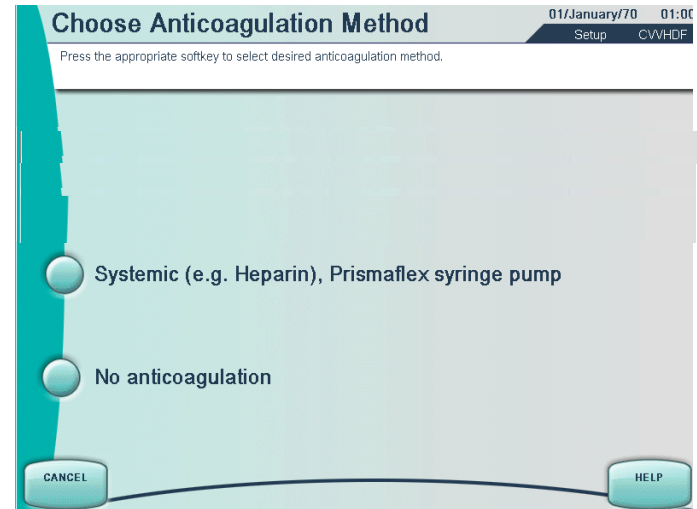 Choose Anticoagulation Method
01/January/70 01:00
Setup CVVHDF
Press the appropriate softkey to select desired anticoagulation method.
Systemic (e.g. Heparin), Prismaflex syringe pump
No anticoagulation
CANCEL
HELP